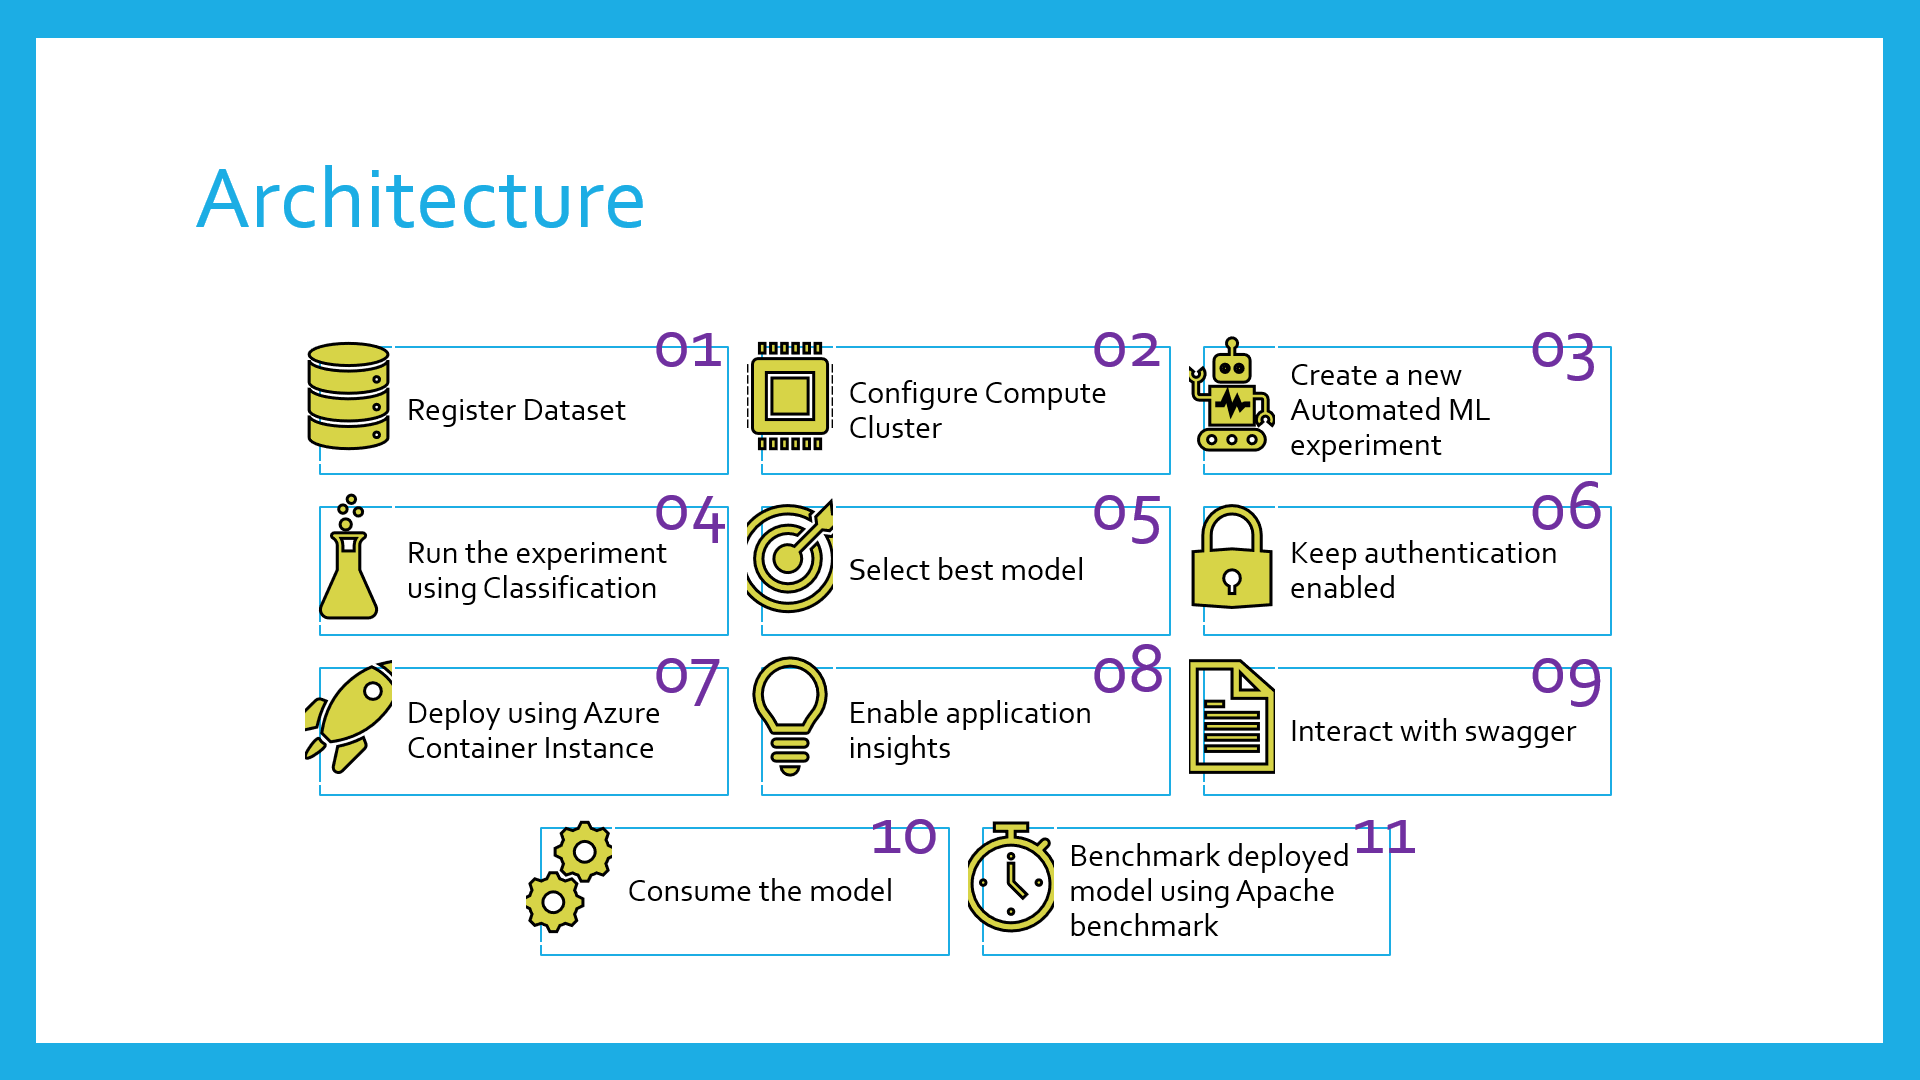 Architecture
01
Register Dataset
02
Configure Compute
Cluster
03
Create a new
Automated ML
experiment
04
Run the experiment
using Classification
05
Select best model
06
Keep authentication
enabled
07
Deploy using Azure
Container Instance
08
Enable application
insights
09
Interact with swagger
10
Consume the model
11
Benchmark deployed
model using Apache
benchmark